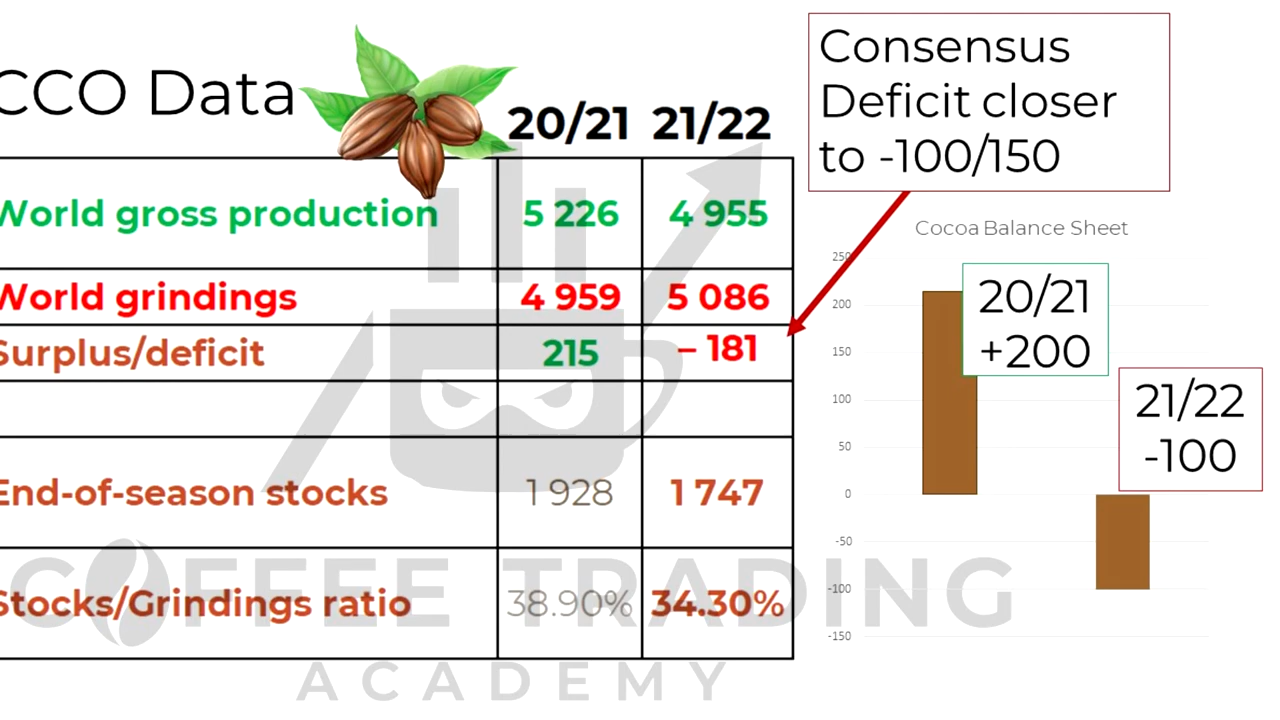 CCO Data
20/21 21/22
World gross production 5 226 4 955
World grindings 4 959 5 086
Surplus/deficit 215 – 181
End-of-season stocks 1 928 1 747
Stocks/Grindings ratio 38.90% 34.30%
Consensus
Deficit closer
to -100/150
Cocoa Balance Sheet
250
200
150
100
50
0
-50
-100
-150
20/21
+200
21/22
-100
COFFEE TRADING
ACADEMY